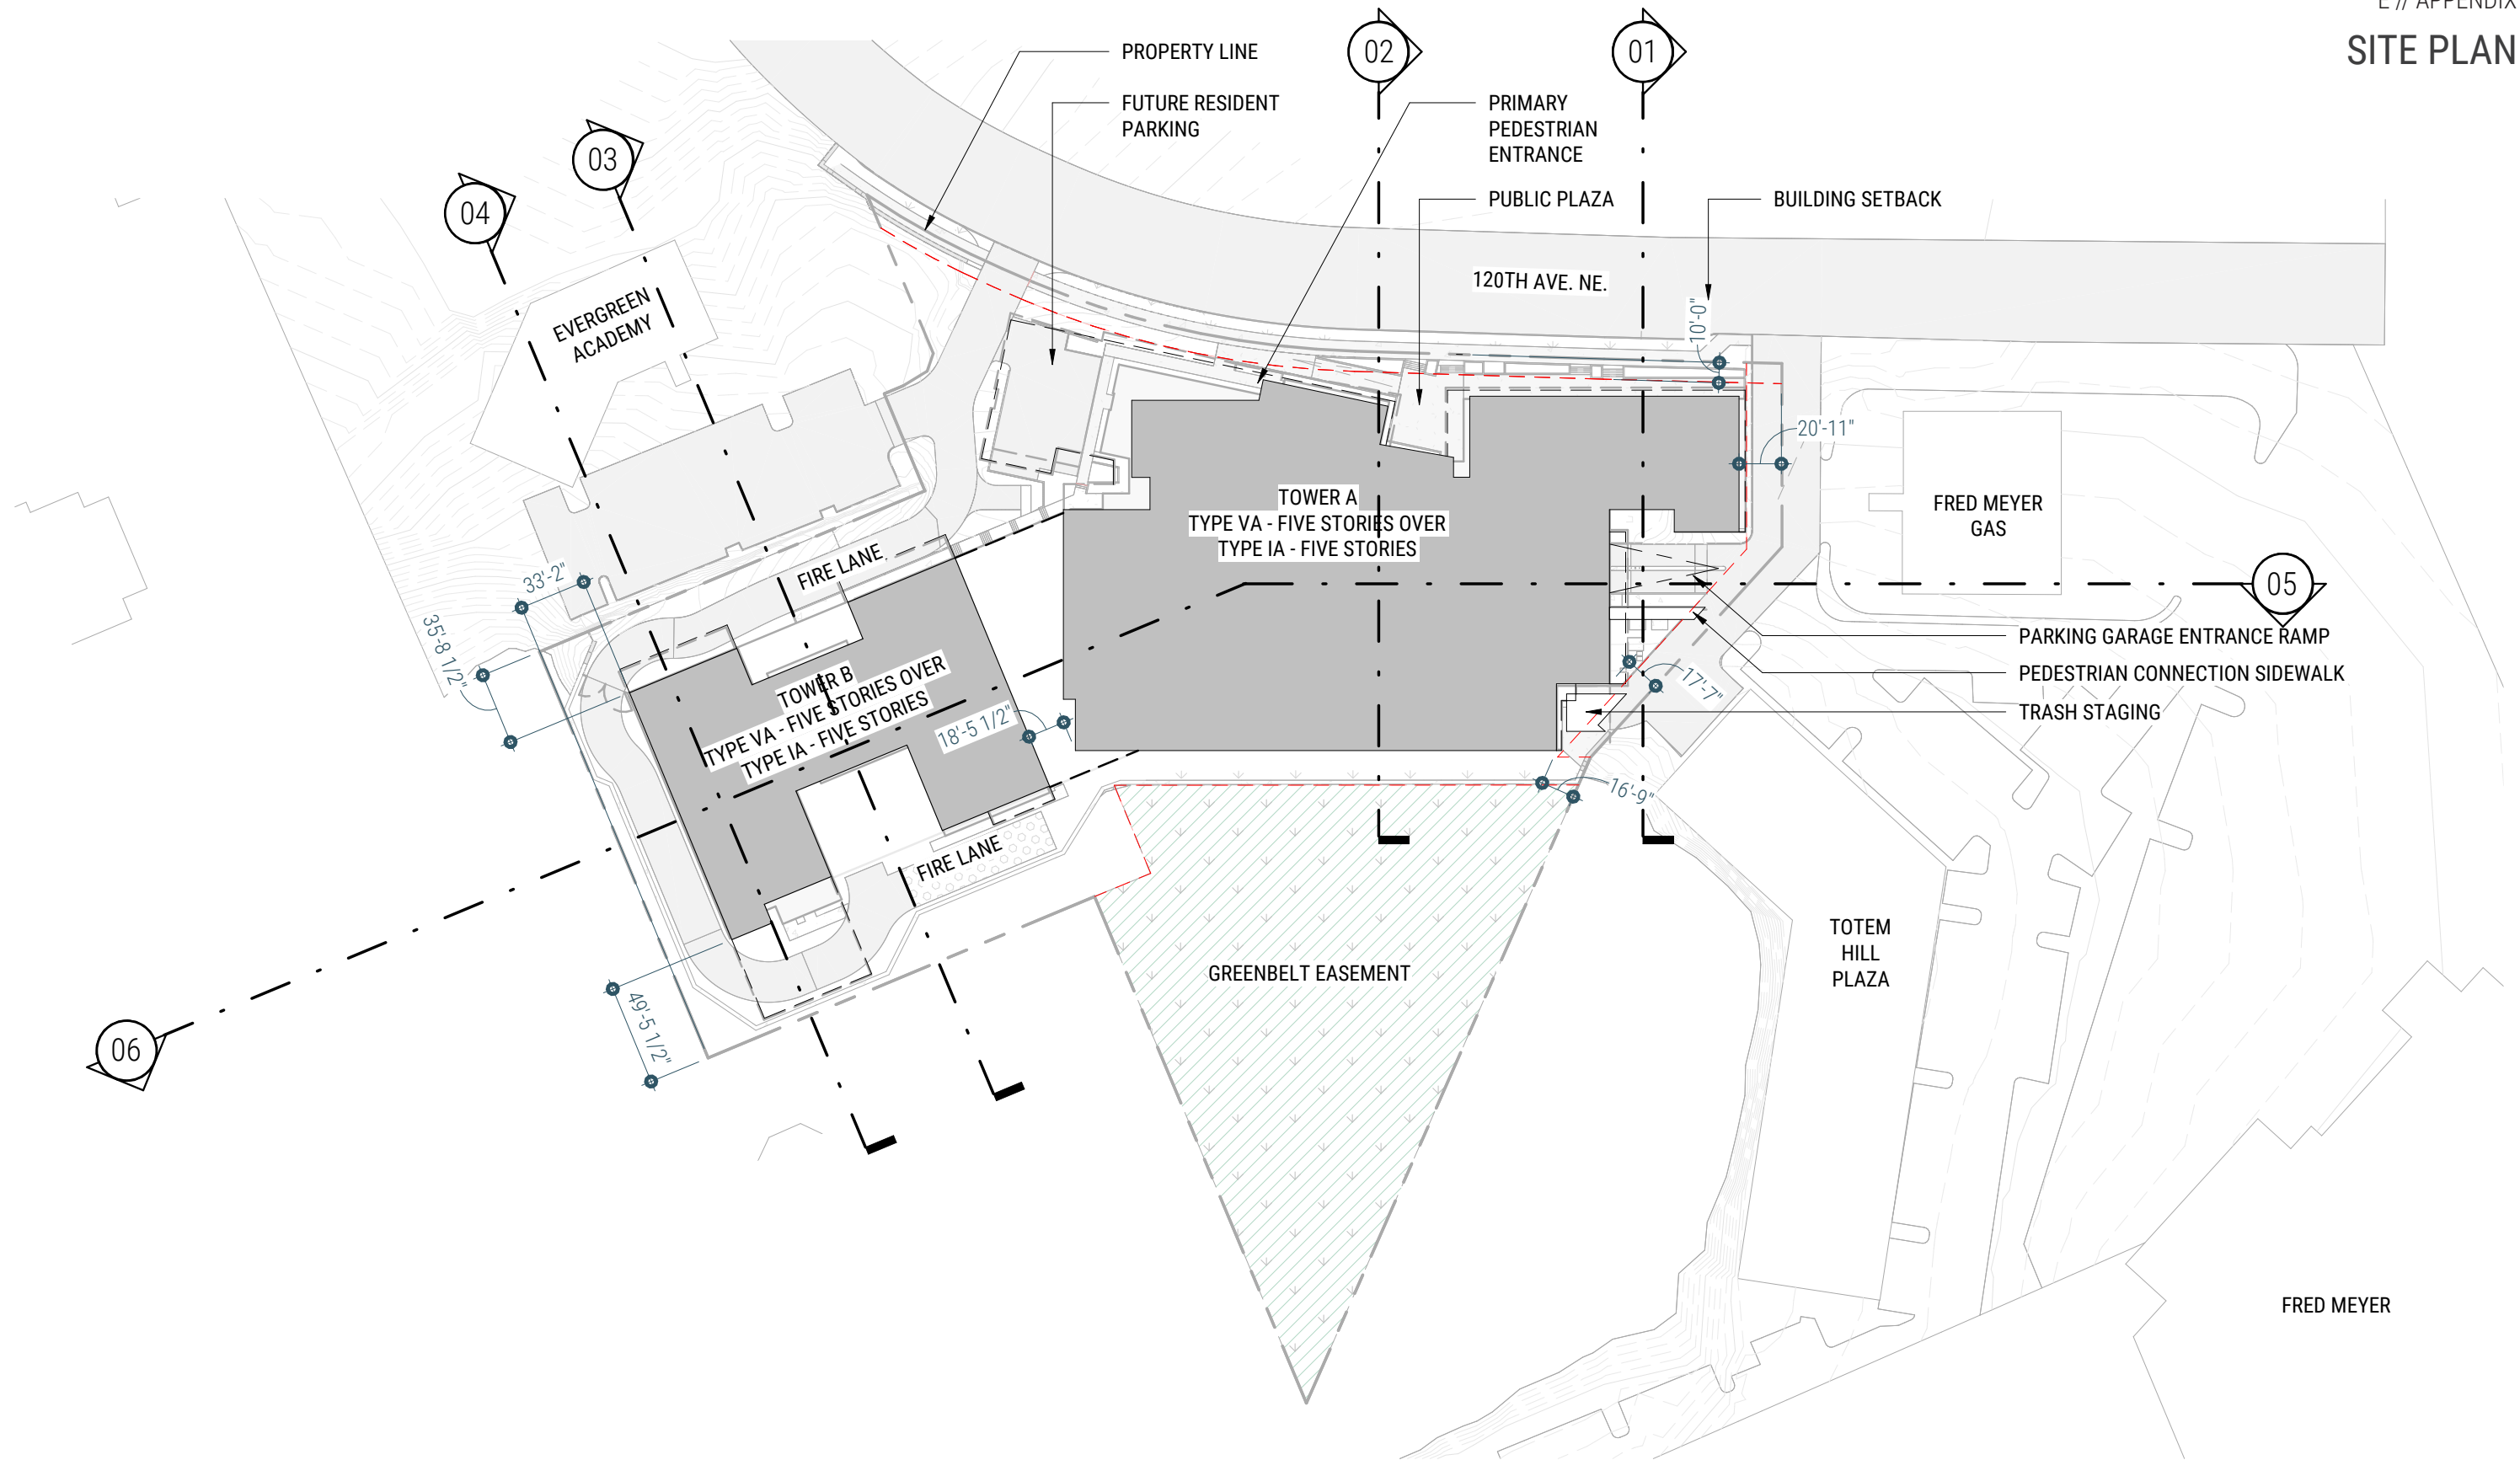 E // APPENDIX
SITE PLAN
02
01
PROPERTY LINE
FUTURE RESIDENT
PARKING
PRIMARY
PEDESTRIAN
ENTRANCE
PUBLIC PLAZA
BUILDING SETBACK
03
04
120TH AVE. NE.
10'-0"
EVERGREEN
ACADEMY
20'-11"
TOWER A
TYPE VA - FIVE STORIES OVER
TYPE IA - FIVE STORIES
FRED MEYER
GAS
FIRE LANE
33'-2"
35'-8 1/2"
05
PARKING GARAGE ENTRANCE RAMP
PEDESTRIAN CONNECTION SIDEWALK
TRASH STAGING
TOWER B
TYPE VA - FIVE STORIES OVER
TYPE IA - FIVE STORIES
18'-5 1/2"
17'-7"
16'-9"
FIRE LANE
TOTEM
HILL
PLAZA
GREENBELT EASEMENT
49'-5 1/2"
06
FRED MEYER